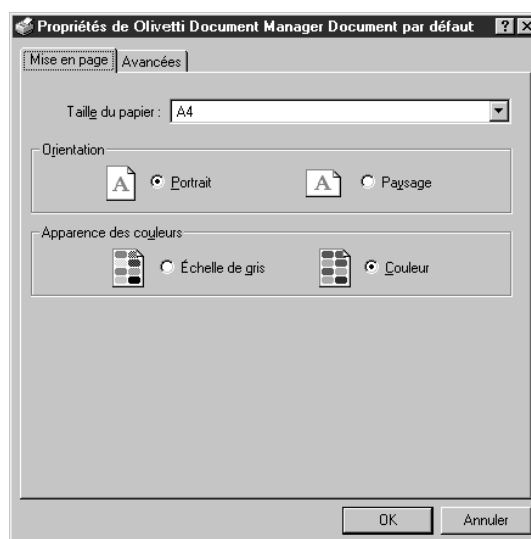 Propriétés de Olivetti Document Manager Document par défaut
Mise en page Avancées
Taille du papier : A4
Orientation
A Portrait A Paysage
Apparence des couleurs
Échelle de gris Couleur
OK Annuler